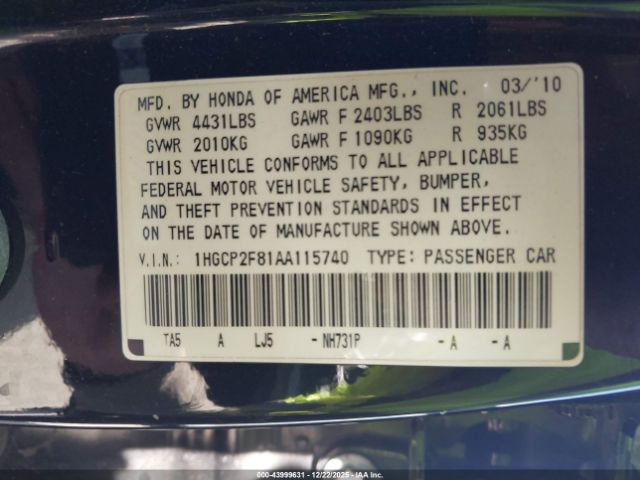 MFD. BY HONDA OF AMERICA MFG., INC. 03/'10
GVWR 4431LBS GAWR F 2403LBS R 2061LBS
GVWR 2010KG GAWR F 1090KG R 935KG
THIS VEHICLE CONFORMS TO ALL APPLICABLE
FEDERAL MOTOR VEHICLE SAFETY, BUMPER,
AND THEFT PREVENTION STANDARDS IN EFFECT
ON THE DATE OF MANUFACTURE SHOWN ABOVE.
V.I.N.: 1HGCP2F81AA115740 TYPE: PASSENGER CAR
TA5 A LJ5 -NH731P -A -A
000-43999631 - 12/22/2025 - IAAI.COM